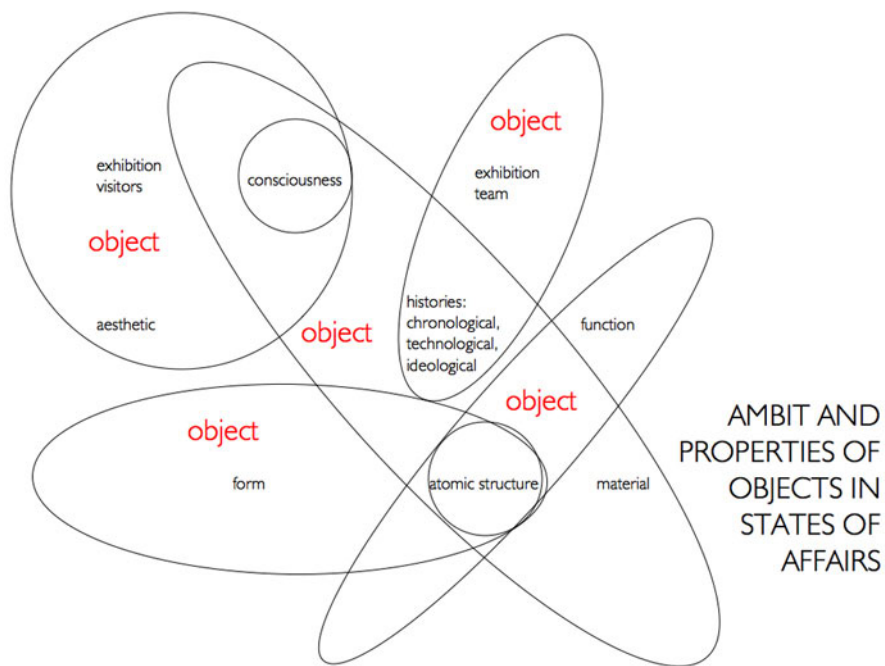 object
exhibition
team
exhibition
visitors
consciousness
object
aesthetic
object
histories:
chronological,
technological,
ideological
function
object
object
form
atomic structure
material
AMBIT AND
PROPERTIES OF
OBJECTS IN
STATES OF
AFFAIRS